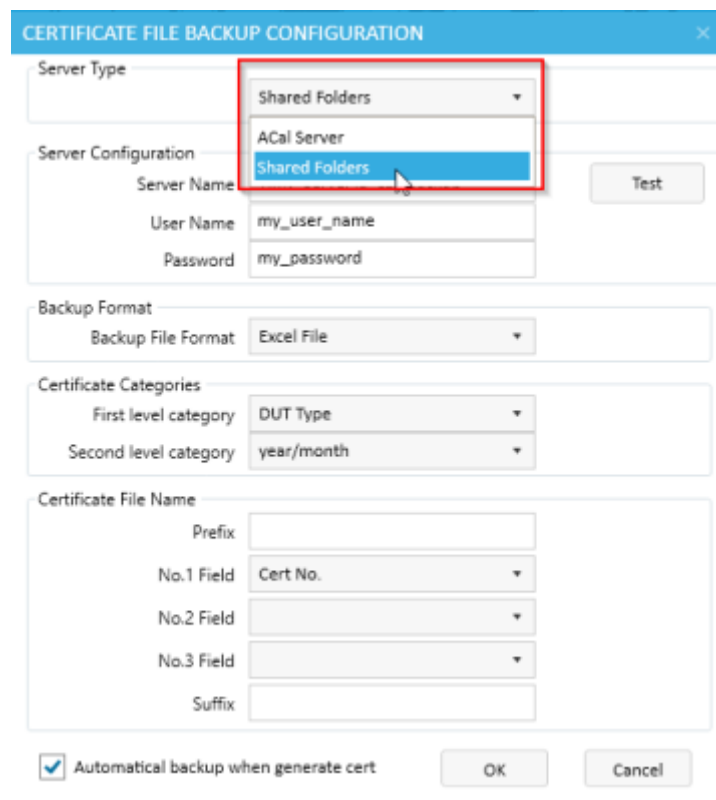 CERTIFICATE FILE BACKUP CONFIGURATION
Server Type
Shared Folders
ACal Server
Shared Folders
Server Configuration
Server Name
Test
User Name my_user_name
Password my_password
Backup Format
Backup File Format Excel File
Certificate Categories
First level category DUT Type
Second level category year/month
Certificate File Name
Prefix
No.1 Field Cert No.
No.2 Field
No.3 Field
Suffix
Automatical backup when generate cert
OK
Cancel